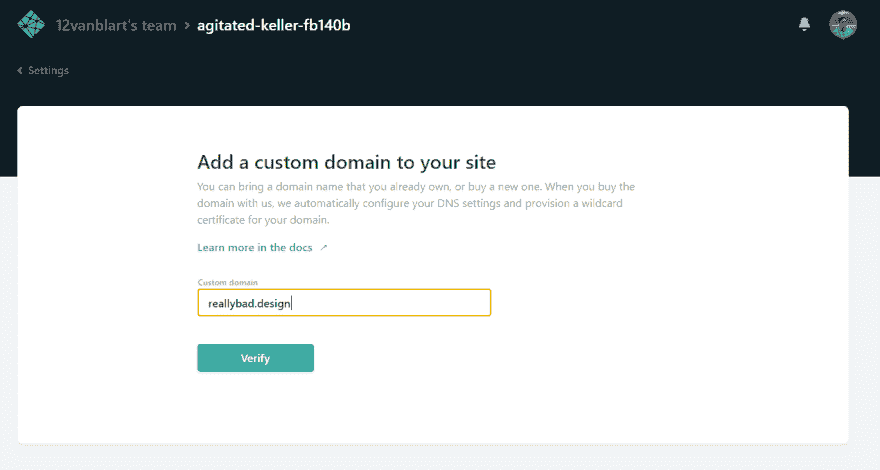 12vanblart's team > agitated-keller-fb140b
< Settings
Add a custom domain to your site
You can bring a domain name that you already own, or buy a new one. When you buy the
domain with us, we automatically configure your DNS settings and provision a wildcard
certificate for your domain.
Learn more in the docs ↗
Custom domain
reallybad.design
Verify